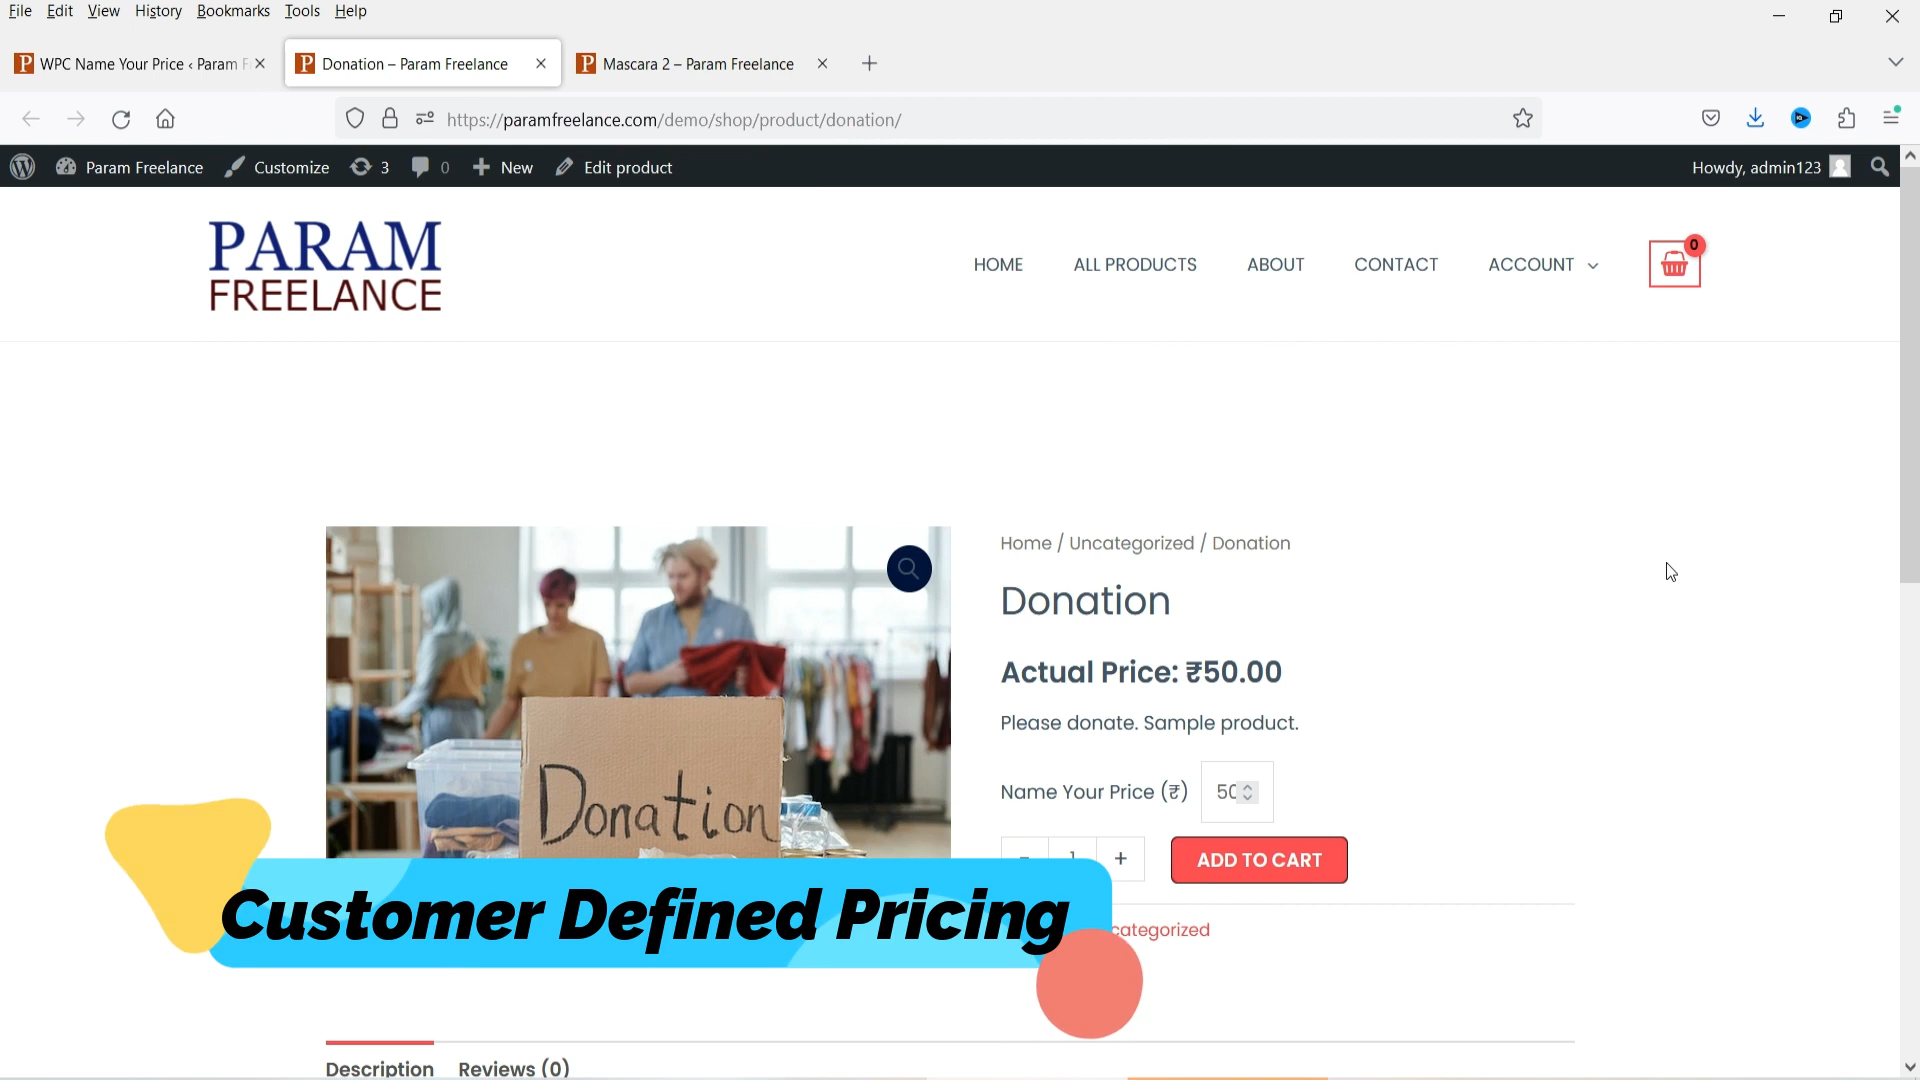 File Edit View History Bookmarks Tools Help
WPC Name Your Price ‹ Param F
Donation – Param Freelance
Mascara 2 – Param Freelance
https://paramfreelance.com/demo/shop/product/donation/
Param Freelance Customize 3 0 New Edit product
Howdy, admin123
PARAM
FREELANCE
HOME ALL PRODUCTS ABOUT CONTACT ACCOUNT 0
Home / Uncategorized / Donation
Donation
Actual Price: ₹50.00
Please donate. Sample product.
Name Your Price (₹) 50
- 1 + ADD TO CART
Donation
Customer Defined Pricing
categorized
Description Reviews (0)